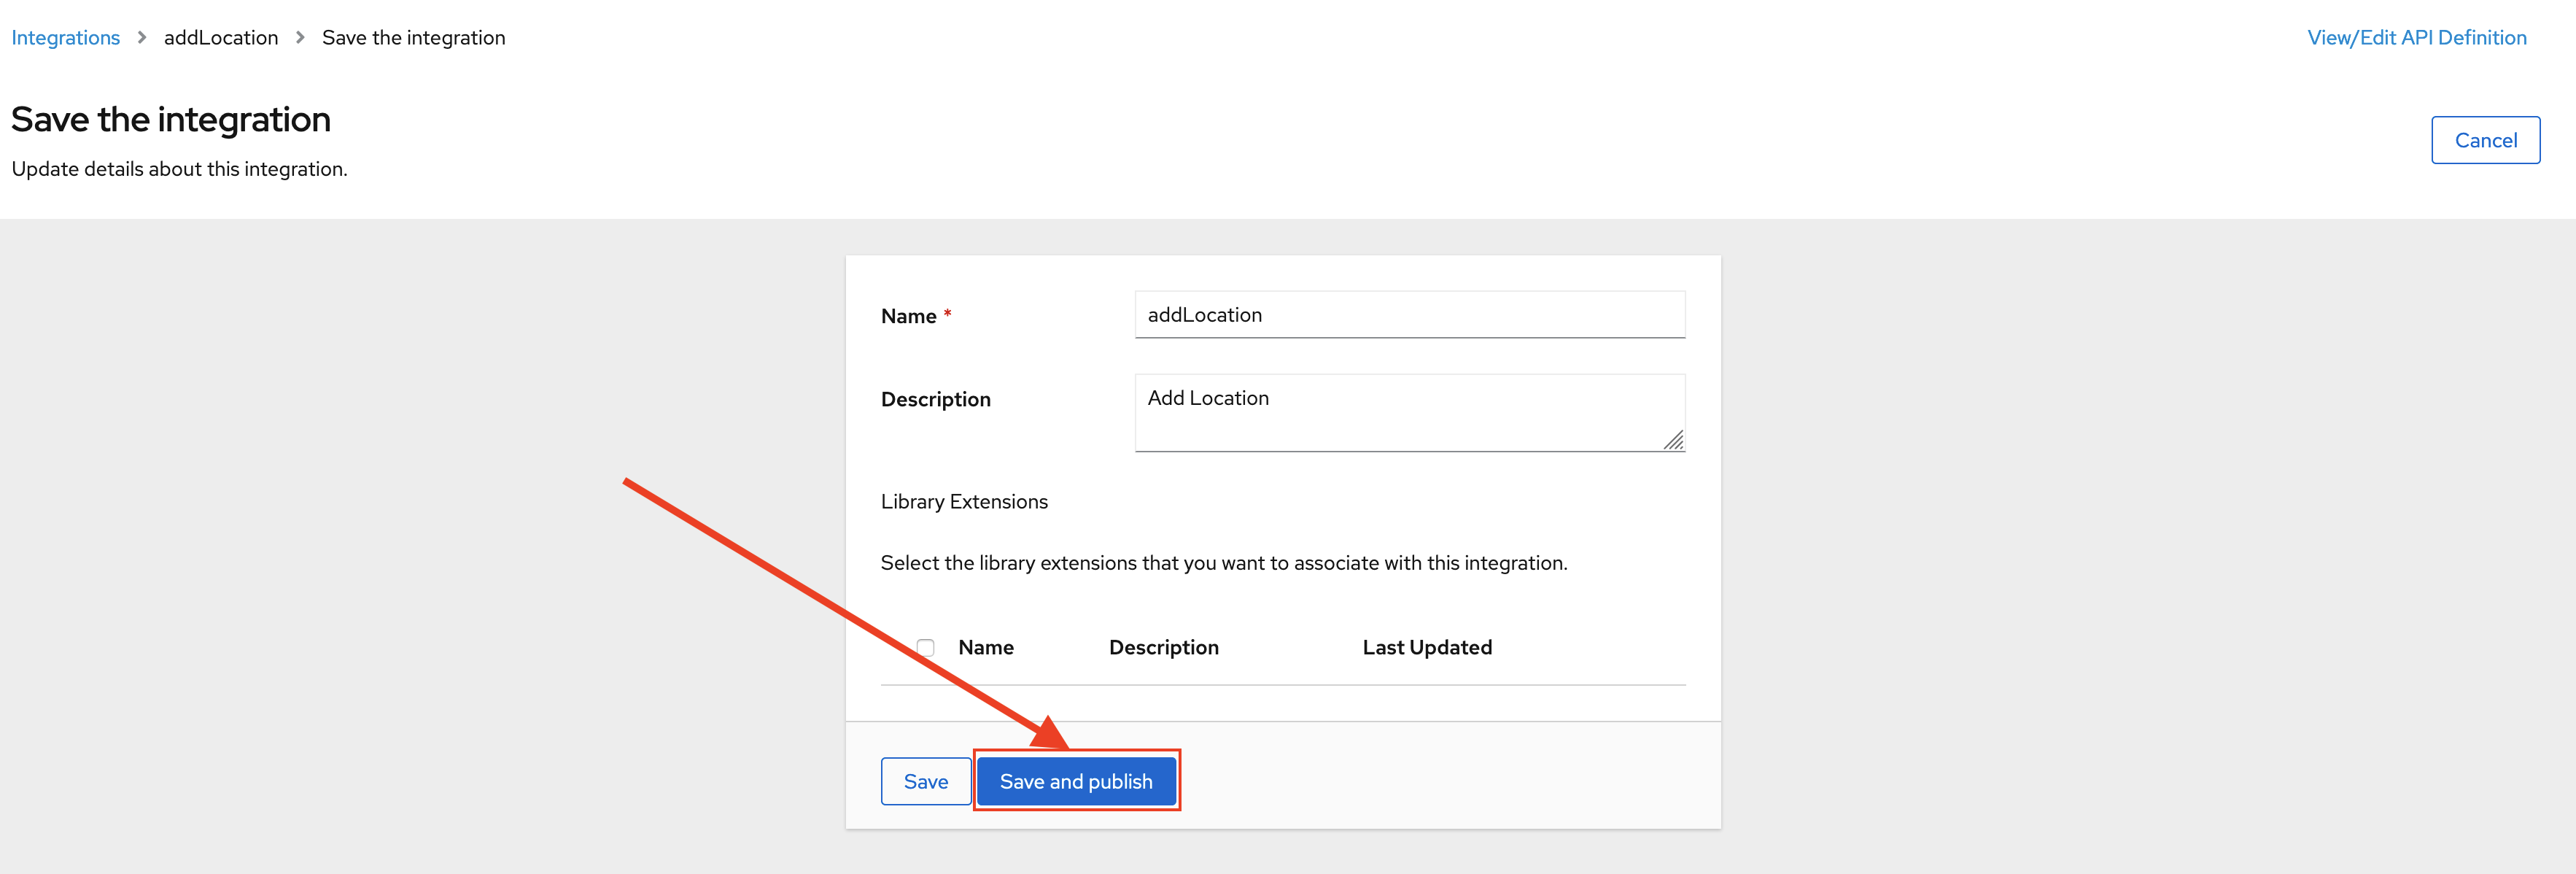 Integrations > addLocation > Save the integration View/Edit API Definition
Save the integration
Cancel
Update details about this integration.
Name * addLocation
Description Add Location
Library Extensions
Select the library extensions that you want to associate with this integration.
Name Description Last Updated
Save Save and publish